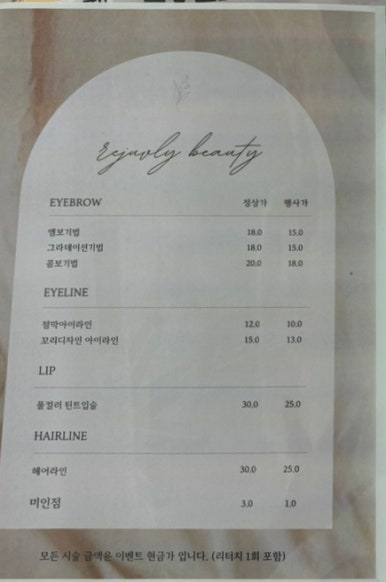 rejuvly beauty
EYEBROW 정상가 행사가
엠보기법 18.0 15.0
그라데이션기법 18.0 15.0
콤보기법 20.0 18.0
EYELINE
점막아이라인 12.0 10.0
꼬리디자인 아이라인 15.0 13.0
LIP
풀컬러 틴트입술 30.0 25.0
HAIRLINE
헤어라인 30.0 25.0
미인점 3.0 1.0
모든 시술 금액은 이벤트 현금가 입니다. (리터치 1회 포함)